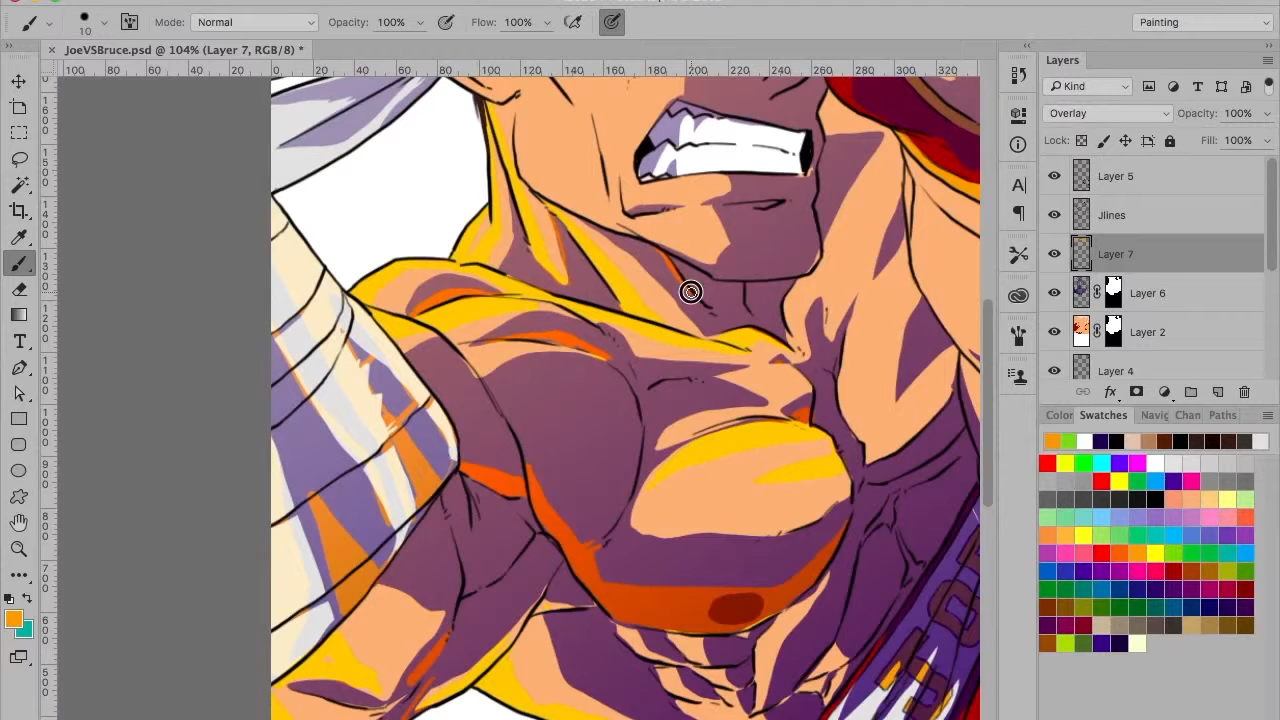 10 Mode: Normal Opacity: 100% Flow: 100% Painting
× JoeVSBruce.psd @ 104% (Layer 7, RGB/8) *
100 80 60 40 20 0 20 40 60 80 100 120 140 160 180 200 220 240 260 280 300 320
Layers
Kind
Overlay Opacity: 100%
Lock: Fill: 100%
Layer 5
Jlines
Layer 7
Layer 6
Layer 2
Layer 4
fx
Color Swatches Navig Chan Paths